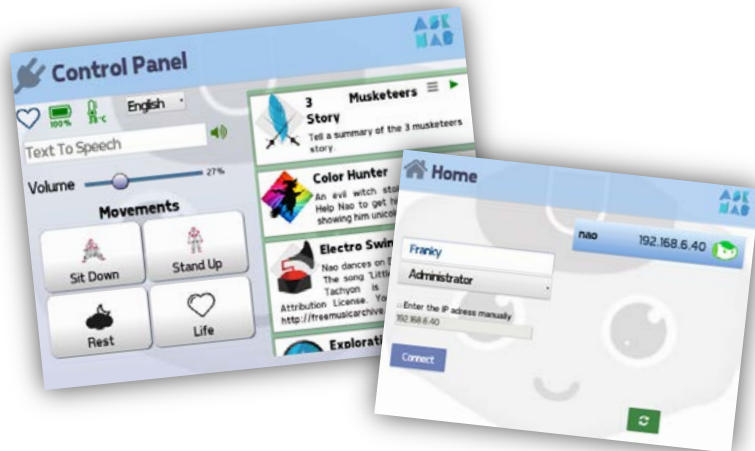 Control Panel
ASK
NAO
100%
°C
English
Text To Speech
Volume
27%
Movements
Sit Down
Stand Up
Rest
Life
3 Musketeers
Story
Tell a summary of the 3 musketeers
story.
Color Hunter
An evil witch
Help Nao to get
showing him
Electro
Nao dances on
The song
Tachyon is
Attribution License.
http://freemusicarchive.
Home
ASK
NAO
nao 192.168.6.40
Franky
Administrator
Enter the IP adress manually
192.168.6.40
Connect